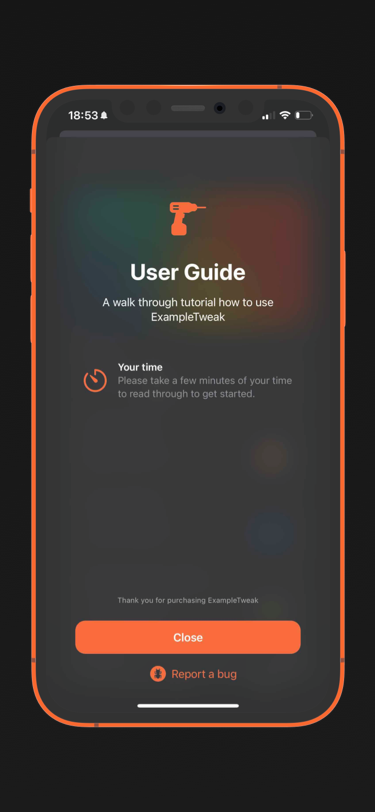 18:53
User Guide
A walk through tutorial how to use
ExampleTweak
Your time
Please take a few minutes of your time
to read through to get started.
Thank you for purchasing ExampleTweak
Close
Report a bug